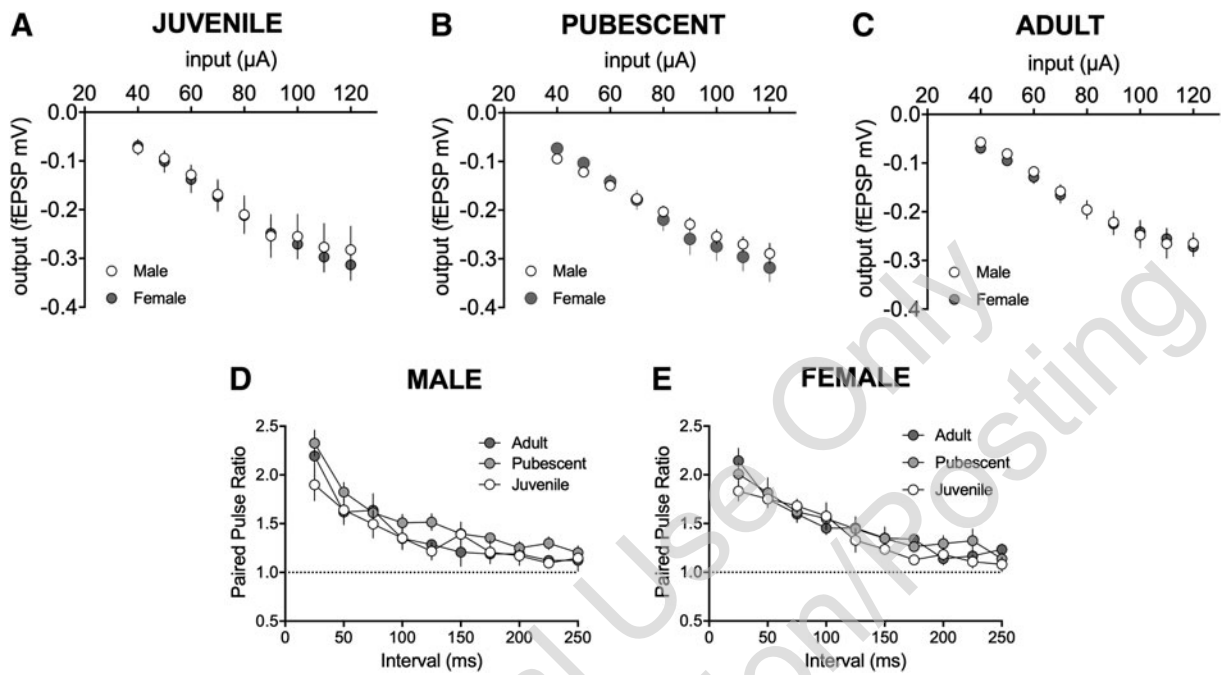 A JUVENILE
input (μA)
20 40 60 80 100 120
output (fEPSP mV)
0.0
-0.1
-0.2
-0.3
-0.4
Male
Female
B PUBESCENT
input (μA)
20 40 60 80 100 120
output (fEPSP mV)
0.0
-0.1
-0.2
-0.3
-0.4
Male
Female
C ADULT
input (μA)
20 40 60 80 100 120
output (fEPSP mV)
0.0
-0.1
-0.2
-0.3
-0.4
Male
Female
D MALE
Paired Pulse Ratio
2.5
2.0
1.5
1.0
0.5
Adult
Pubescent
Juvenile
0 50 100 150 200 250
Interval (ms)
E FEMALE
Paired Pulse Ratio
2.5
2.0
1.5
1.0
0.5
Adult
Pubescent
Juvenile
0 50 100 150 200 250
Interval (ms)
Use Only
/Posting